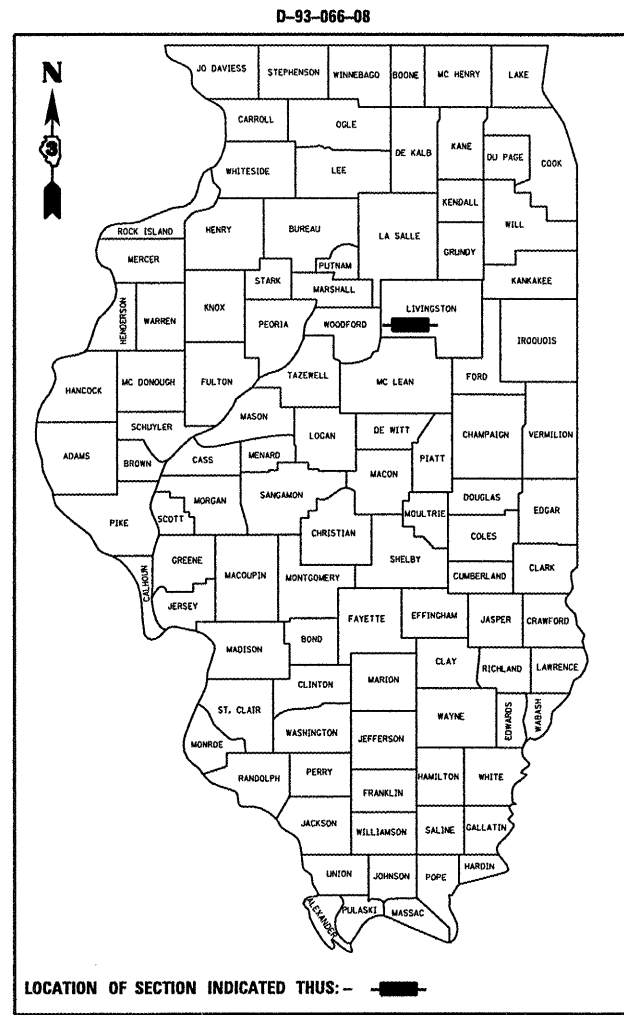 D-93-066-08
N
3
JO DAVIESS
STEPHENSON
WINNEBAGO
BOONE
MC HENRY
LAKE
CARROLL
OGLE
DE KALB
KANE
DU PAGE
COOK
WHITESIDE
LEE
KENDALL
WILL
ROCK ISLAND
HENRY
BUREAU
LA SALLE
GRUNDY
MERCER
PUTNAM
KANKAKEE
STARK
MARSHALL
HENDERSON
WARREN
KNOX
PEORIA
WOODFORD
LIVINGSTON
IROQUOIS
HANCOCK
MC DONOUGH
FULTON
TAZEWELL
MC LEAN
FORD
MASON
SCHUYLER
LOGAN
DE WITT
CHAMPAIGN
VERMILION
ADAMS
BROWN
CASS
MENARD
MACON
PIATT
PIKE
SCOTT
MORGAN
SANGAMON
MOULTRIE
DOUGLAS
EDGAR
CHRISTIAN
COLES
CALHOUN
GREENE
MACOUPIN
MONTGOMERY
SHELBY
CUMBERLAND
CLARK
JERSEY
FAYETTE
EFFINGHAM
JASPER
CRAWFORD
MADISON
BOND
CLAY
RICHLAND
LAWRENCE
CLINTON
MARION
ST. CLAIR
WAYNE
EDWARDS
WABASH
MONROE
WASHINGTON
JEFFERSON
RANDOLPH
PERRY
HAMILTON
WHITE
FRANKLIN
JACKSON
WILLIAMSON
SALINE
GALLATIN
UNION
JOHNSON
POPE
HARDIN
ALEXANDER
PULASKI
MASSAC
LOCATION OF SECTION INDICATED THUS: -